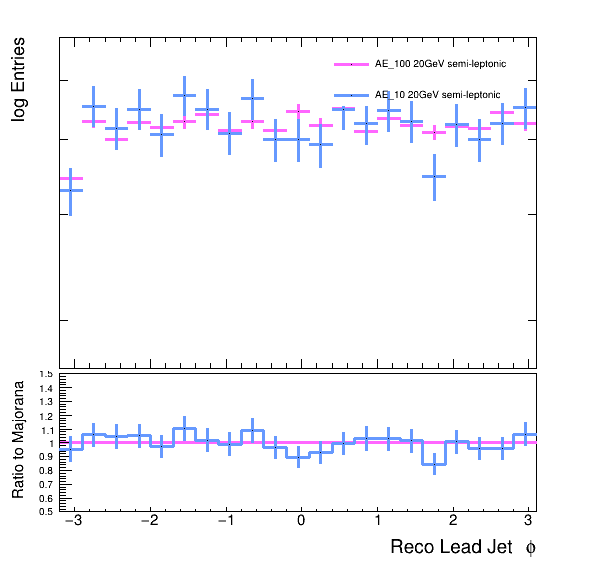 log Entries
AE_100 20GeV semi-leptonic
AE_10 20GeV semi-leptonic
Ratio to Majorana
1.5
1.4
1.3
1.2
1.1
1
0.9
0.8
0.7
0.6
0.5
−3 −2 −1 0 1 2 3
Reco Lead Jet ϕ